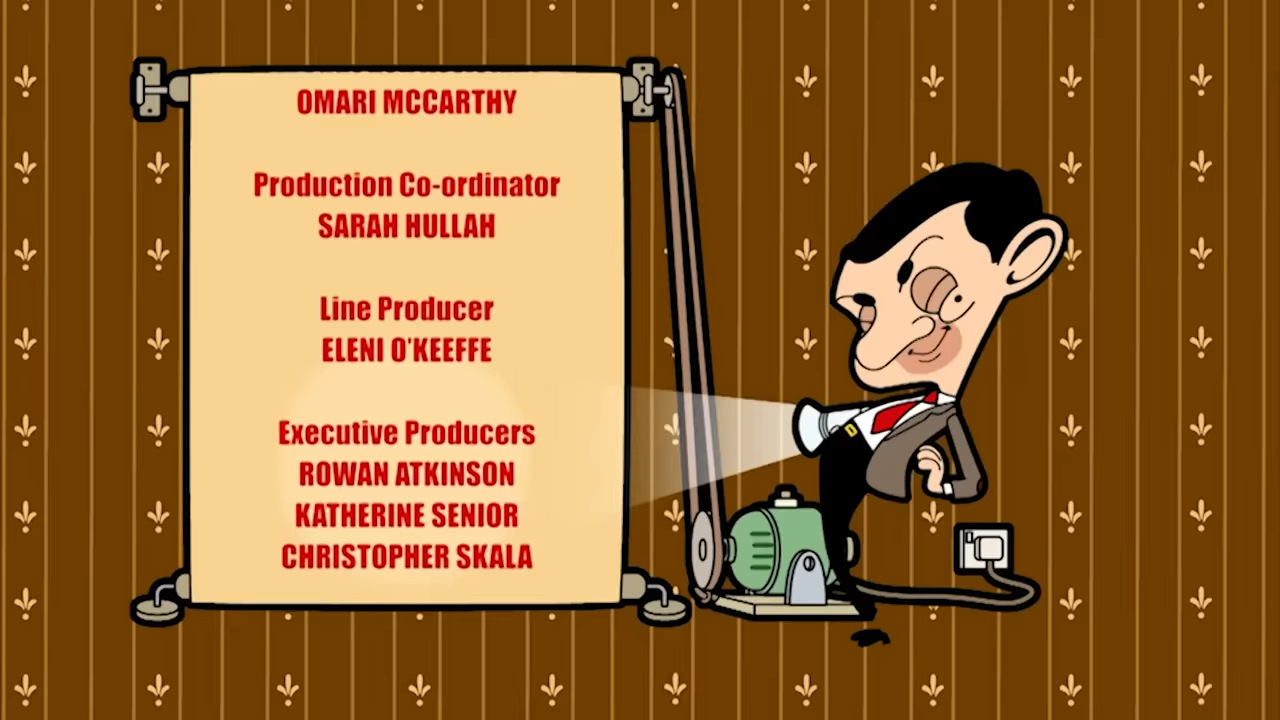 OMARI MCCARTHY
Production Co-ordinator
SARAH HULLAH
Line Producer
ELENI O'KEEFFE
Executive Producers
ROWAN ATKINSON
KATHERINE SENIOR
CHRISTOPHER SKALA